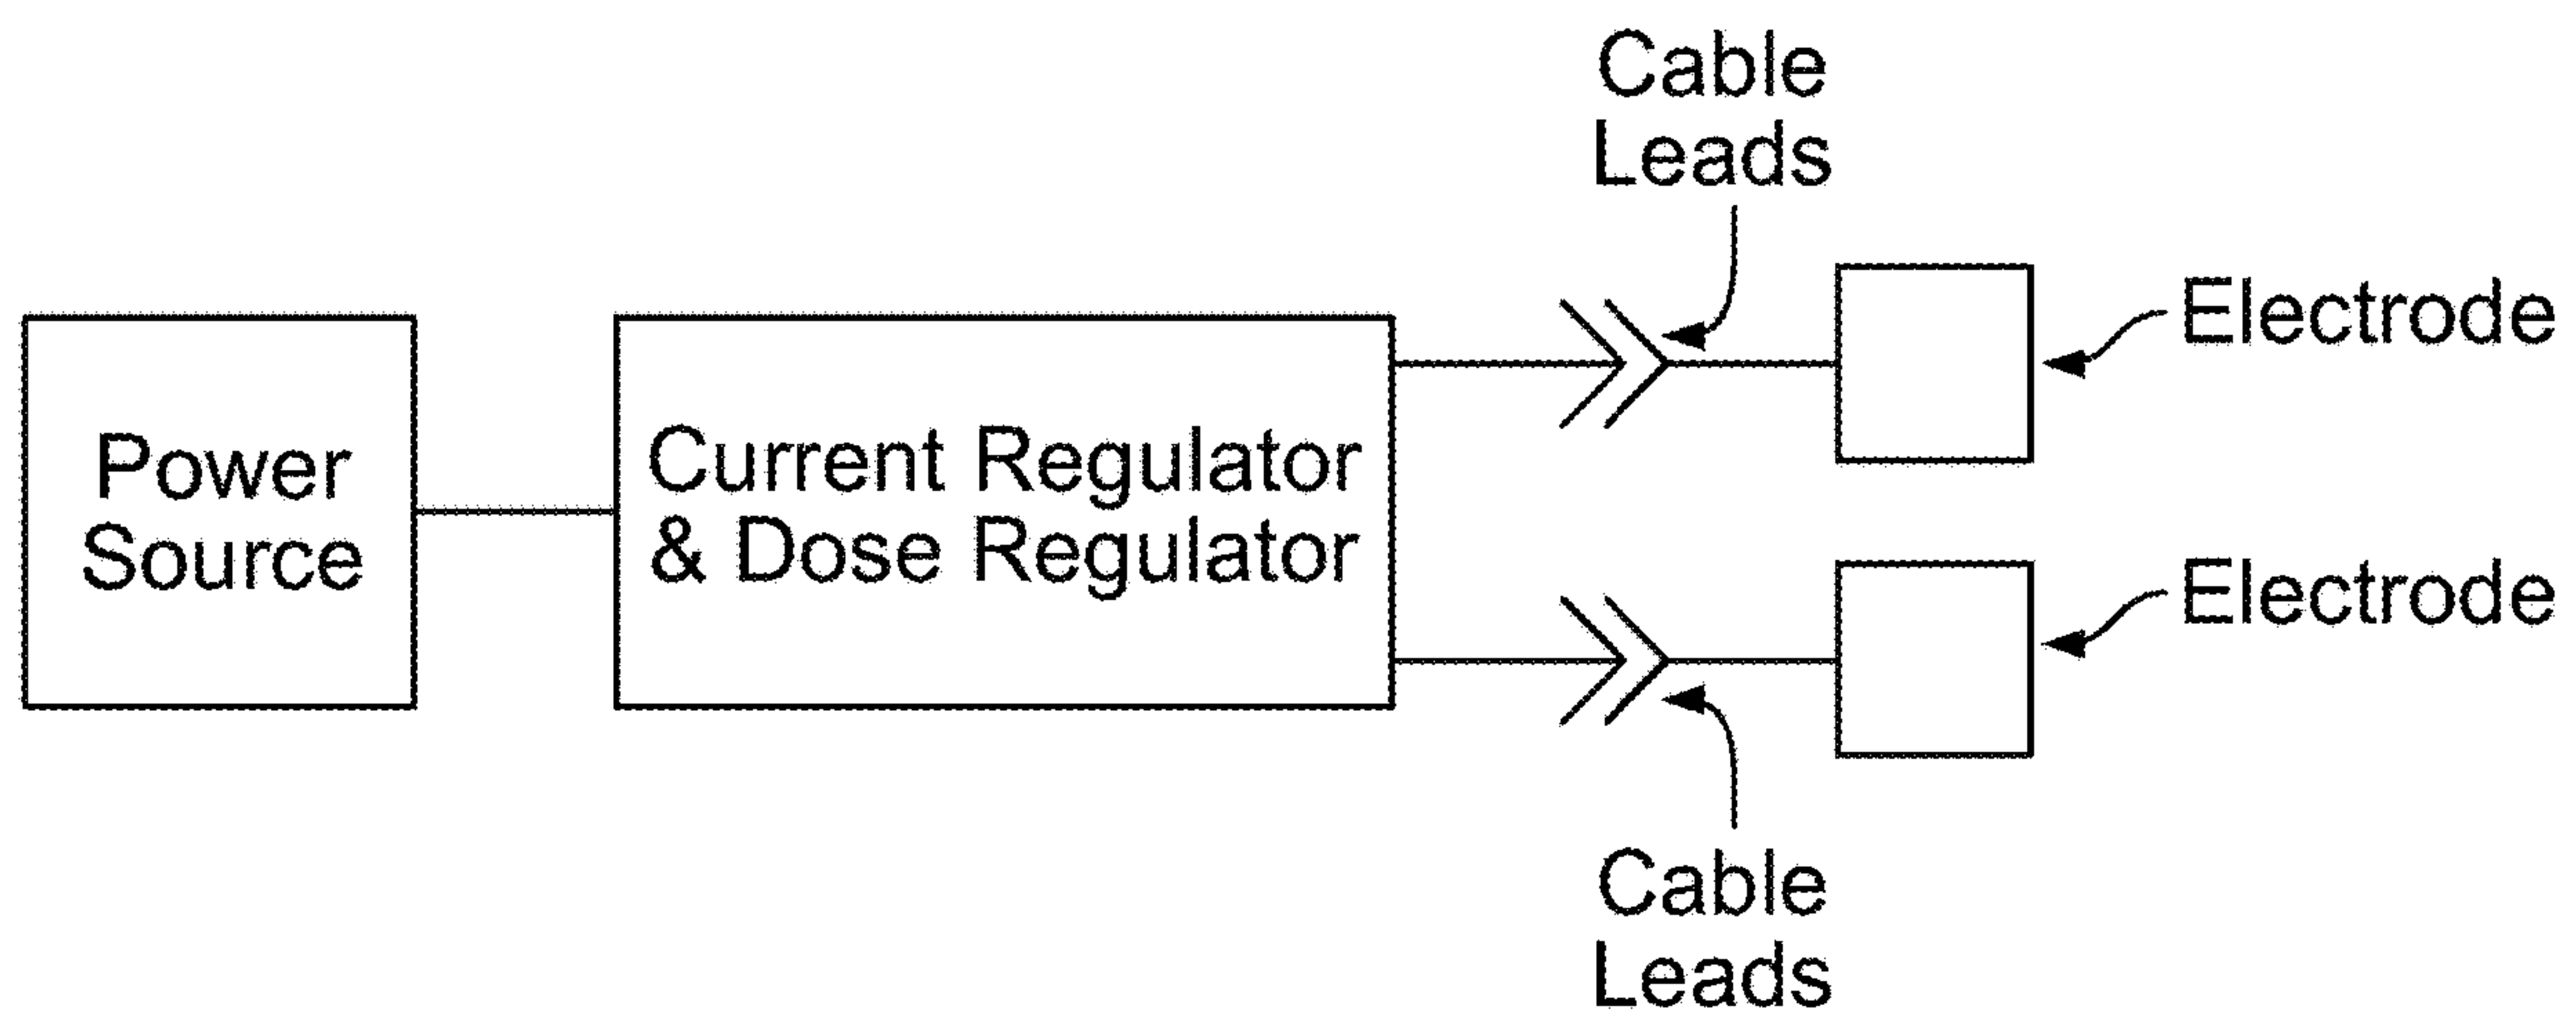 Cable
Leads
Electrode
Power
Source
Current Regulator
& Dose Regulator
Electrode
Cable
Leads